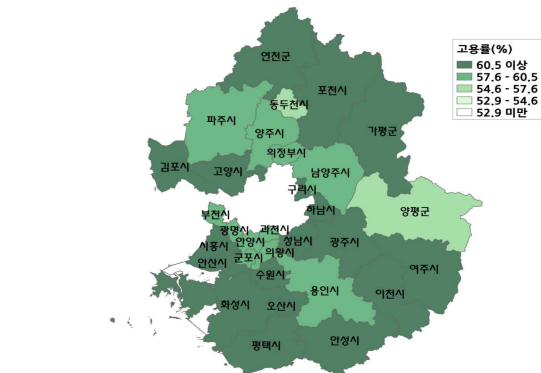 고용률(%)
60.5 이상
57.6 - 60.5
54.6 - 57.6
52.9 - 54.6
52.9 미만
연천군
포천시
동두천시
파주시
양주시
가평군
의정부시
김포시
고양시
남양주시
구리시
하남시
양평군
부천시
광명시
과천시
안양시
성남시
시흥시
광주시
군포시
의왕시
안산시
여주시
수원시
용인시
이천시
화성시
오산시
평택시
안성시